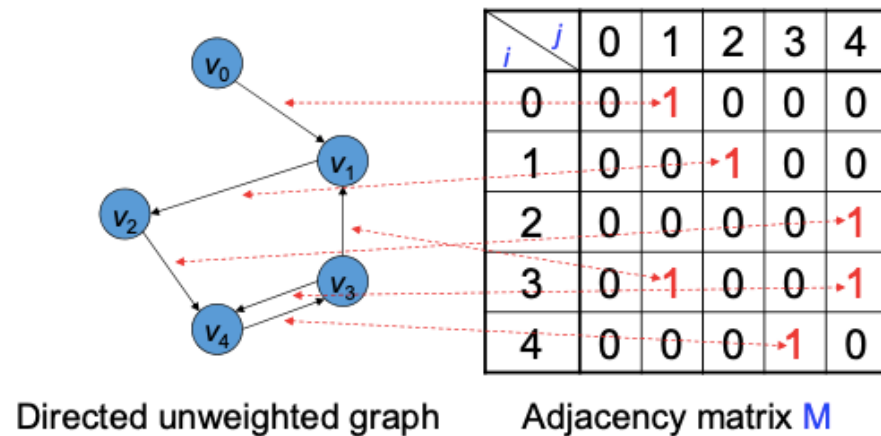 v0
v1
v2
v3
v4
i j 0 1 2 3 4
0 0 1 0 0 0
1 0 0 1 0 0
2 0 0 0 0 1
3 0 1 0 0 1
4 0 0 0 1 0
Directed unweighted graph
Adjacency matrix M